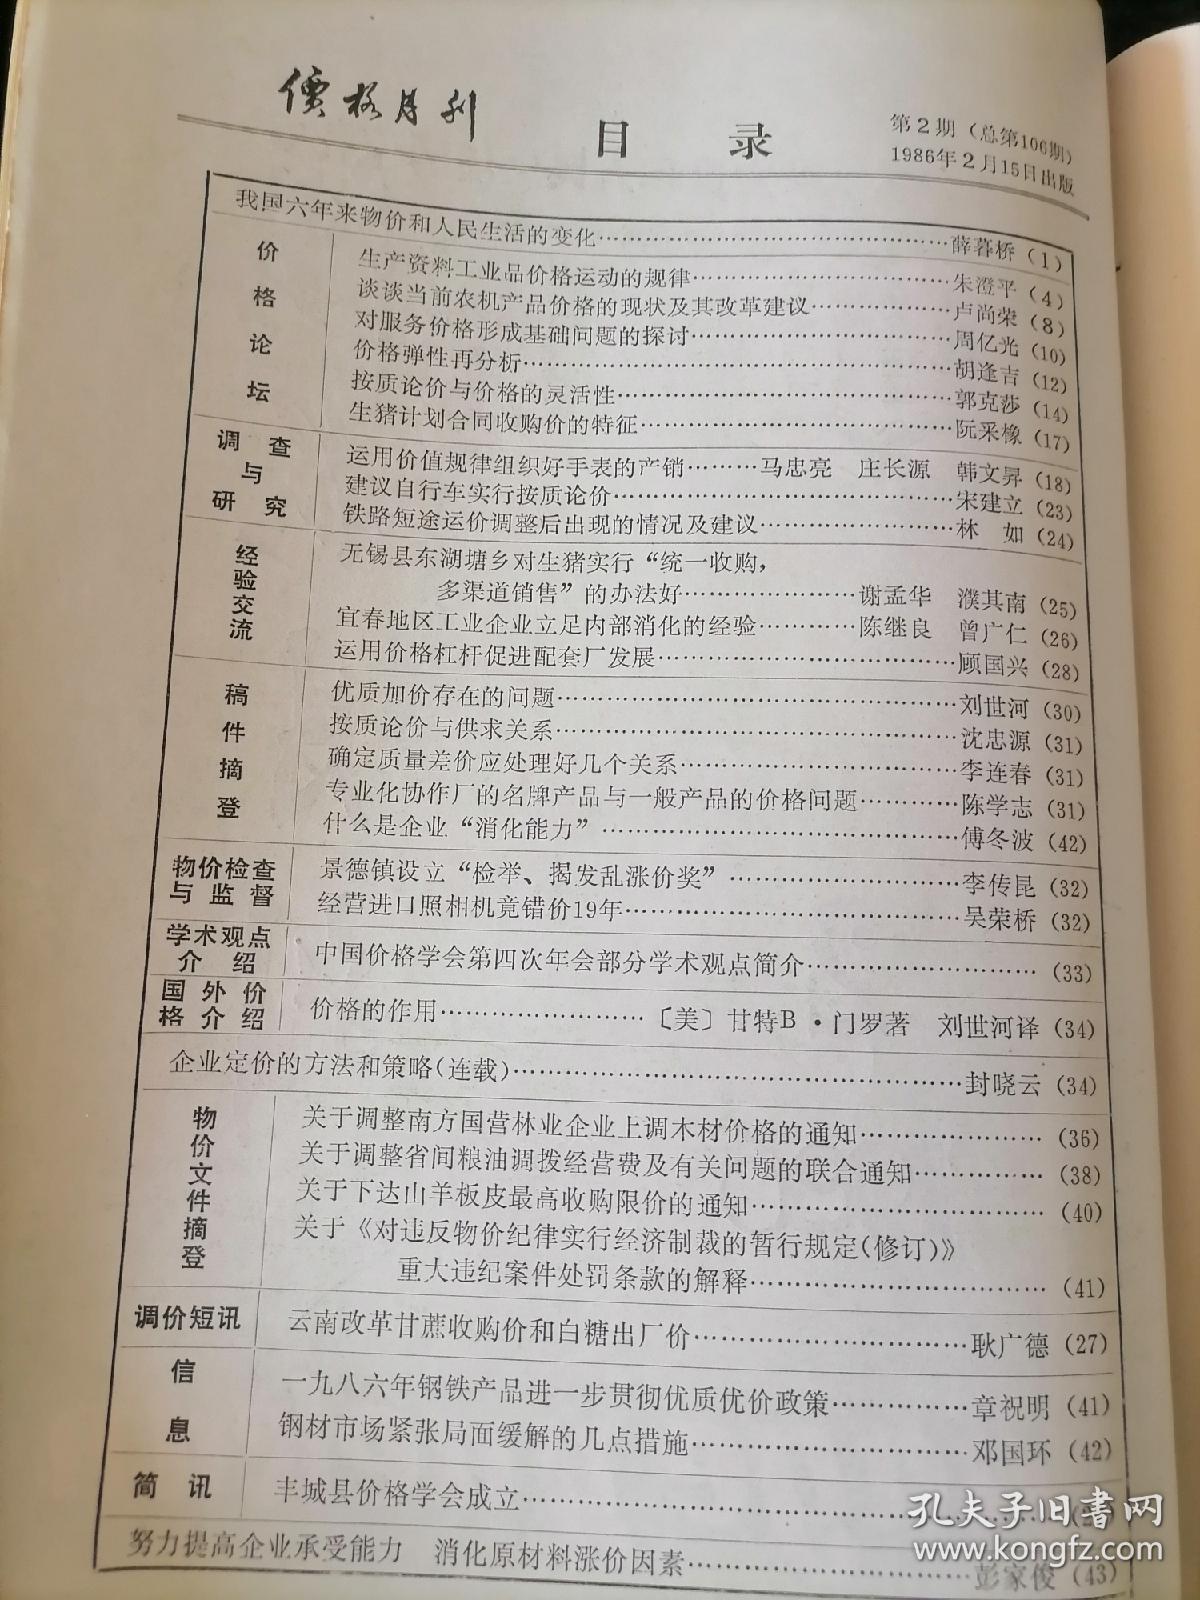 價格月刊
目 录
第2期（总第106期）
1986年2月15日出版
我国六年来物价和人民生活的变化……薛暮桥（1）
价格论坛
生产资料工业品价格运动的规律……朱澄平（4）
谈谈当前农机产品价格的现状及其改革建议……卢尚荣（8）
对服务价格形成基础问题的探讨……周亿光（10）
价格弹性再分析……胡逢吉（12）
按质论价与价格的灵活性……郭克莎（14）
生猪计划合同收购价的特征……阮采橡（17）
调查与研究
运用价值规律组织好手表的产销……马忠亮 庄长源 韩文昇（18）
建议自行车实行按质论价……宋建立（23）
铁路短途运价调整后出现的情况及建议……林 如（24）
经验交流
无锡县东湖塘乡对生猪实行“统一收购，
多渠道销售”的办法好……谢孟华 濮其南（25）
宜春地区工业企业立足内部消化的经验……陈继良 曾广仁（26）
运用价格杠杆促进配套厂发展……顾国兴（28）
稿件摘登
优质加价存在的问题……刘世河（30）
按质论价与供求关系……沈忠源（31）
确定质量差价应处理好几个关系……李连春（31）
专业化协作厂的名牌产品与一般产品的价格问题……陈学志（31）
什么是企业“消化能力”……傅冬波（42）
物价检查与监督
景德镇设立“检举、揭发乱涨价奖”……李传昆（32）
经营进口照相机竟错价19年……吴荣桥（32）
学术观点介绍
中国价格学会第四次年会部分学术观点简介……（33）
国外价格介绍
价格的作用……〔美〕甘特B·门罗著 刘世河译（34）
企业定价的方法和策略（连载）……封晓云（34）
物价文件摘登
关于调整南方国营林业企业上调木材价格的通知……（36）
关于调整省间粮油调拨经营费及有关问题的联合通知……（38）
关于下达山羊板皮最高收购限价的通知……（40）
关于《对违反物价纪律实行经济制裁的暂行规定（修订）》
重大违纪案件处罚条款的解释……（41）
调价短讯
云南改革甘蔗收购价和白糖出厂价……耿广德（27）
信息
一九八六年钢铁产品进一步贯彻优质优价政策……章祝明（41）
钢材市场紧张局面缓解的几点措施……邓国环（42）
简讯
丰城县价格学会成立……
努力提高企业承受能力 消化原材料涨价因素……彭家俊（43）
孔夫子旧书网
www.kongfz.com